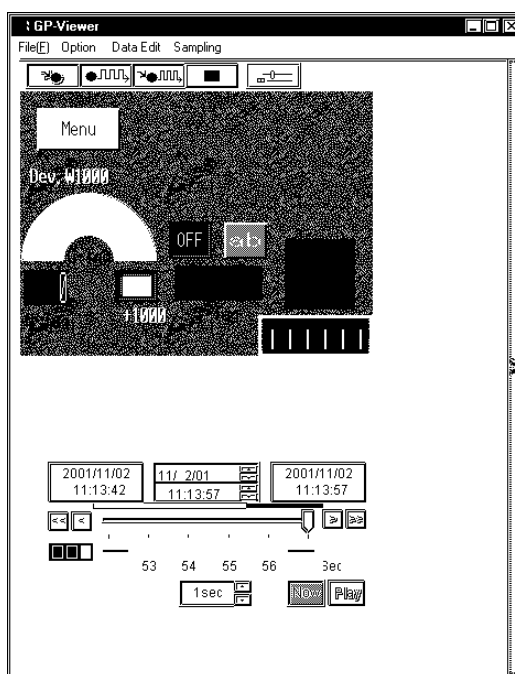 GP-Viewer
File(F) Option Data Edit Sampling
Menu
Dev, W1000
OFF
ab
0
+1000
2001/11/02
11:13:42
11/ 2/01
11:13:57
2001/11/02
11:13:57
<< < > >>
53 54 55 56 Sec
1sec
Now Play